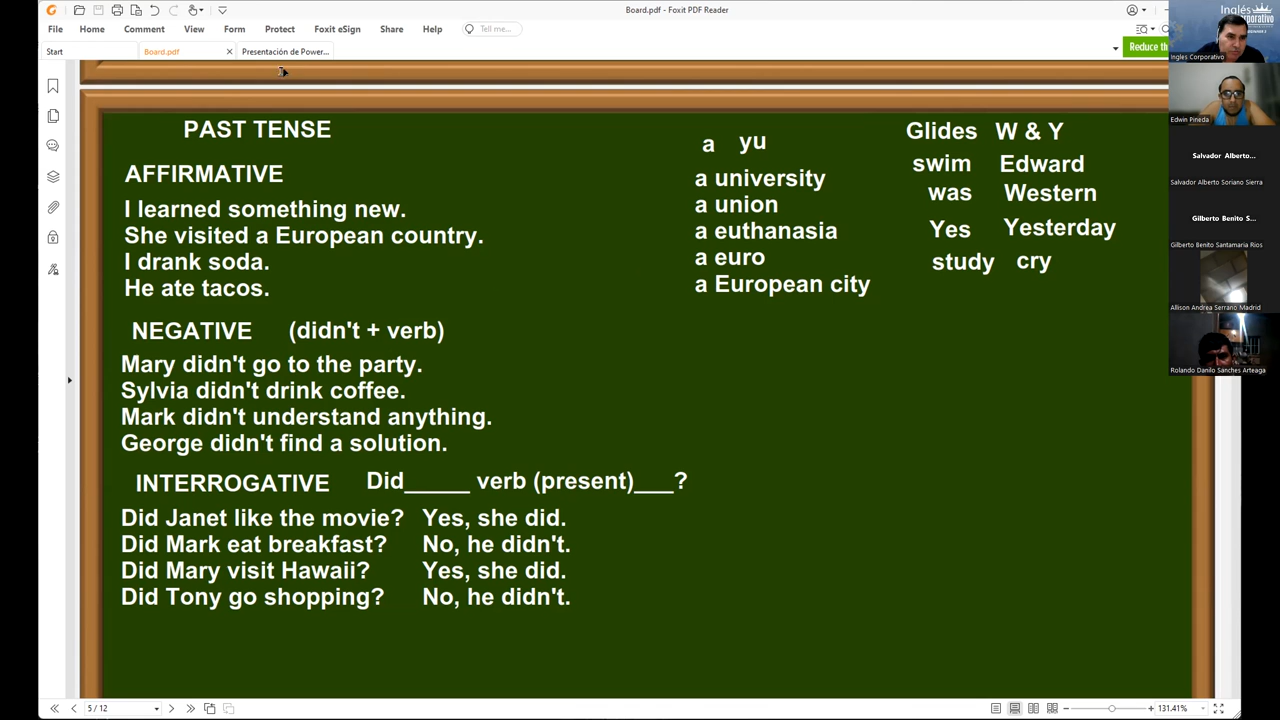 Board.pdf - Foxit PDF Reader
File Home Comment View Form Protect Foxit eSign Share Help Tell me...
Start Board.pdf Presentación de Power... Reduce th
PAST TENSE
AFFIRMATIVE
I learned something new.
She visited a European country.
I drank soda.
He ate tacos.
NEGATIVE (didn't + verb)
Mary didn't go to the party.
Sylvia didn't drink coffee.
Mark didn't understand anything.
George didn't find a solution.
INTERROGATIVE Did_____ verb (present)___?
Did Janet like the movie? Yes, she did.
Did Mark eat breakfast? No, he didn't.
Did Mary visit Hawaii? Yes, she did.
Did Tony go shopping? No, he didn't.
a yu
a university
a union
a euthanasia
a euro
a European city
Glides W & Y
swim Edward
was Western
Yes Yesterday
study cry
Inglés
Corporativo
Ingles Corporativo
Edwin Pineda
Salvador Alberto...
Salvador Alberto Soriano Sierra
Gilberto Benito S...
Gilberto Benito Santamaria Rios
Allison Andrea Serrano Madrid
Rolando Danilo Sanches Arteaga
5 / 12
131.41%